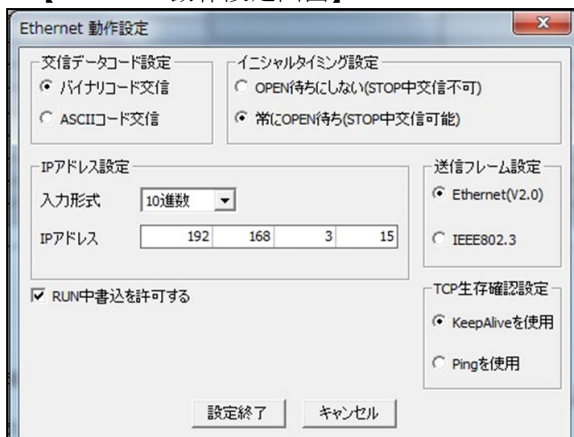 Ethernet 動作設定
交信データコード設定
バイナリコード交信
ASCIIコード交信
イニシャルタイミング設定
OPEN待ちにしない(STOP中交信不可)
常にOPEN待ち(STOP中交信可能)
IPアドレス設定
入力形式 10進数
IPアドレス 192 168 3 15
送信フレーム設定
Ethernet(V2.0)
IEEE802.3
RUN中書込を許可する
TCP生存確認設定
KeepAliveを使用
Pingを使用
設定終了 キャンセル